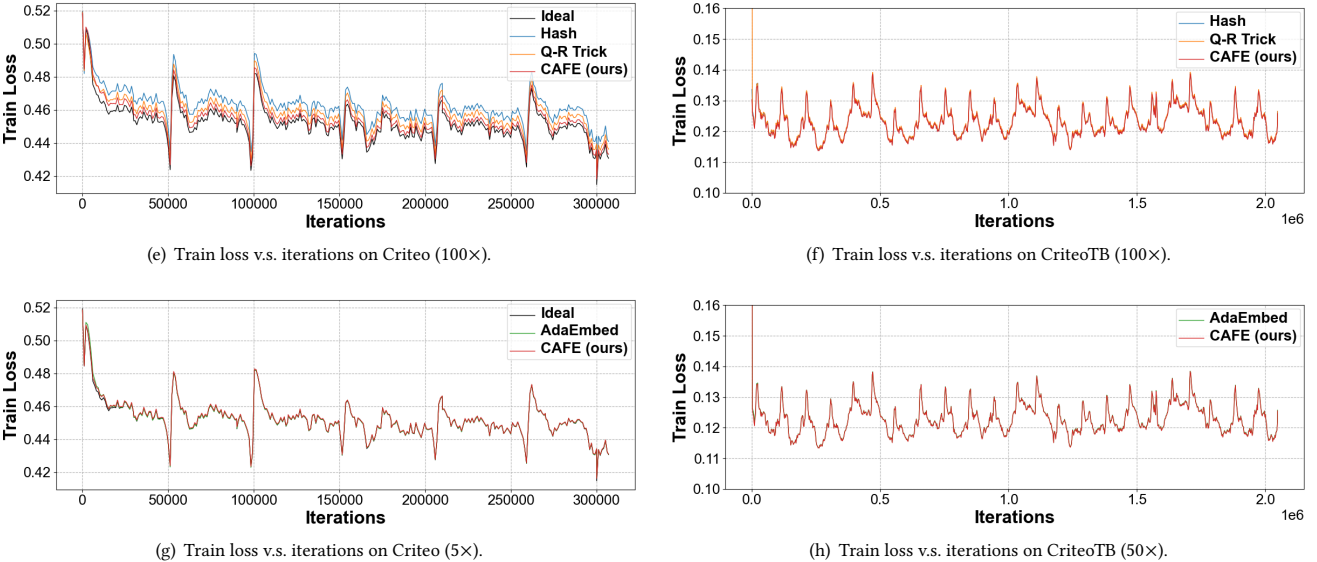 Train Loss
0.52
0.50
0.48
0.46
0.44
0.42
Ideal
Hash
Q-R Trick
CAFE (ours)
0 50000 100000 150000 200000 250000 300000
Iterations
(e) Train loss v.s. iterations on Criteo (100×).
Train Loss
0.16
0.15
0.14
0.13
0.12
0.11
0.10
Hash
Q-R Trick
CAFE (ours)
0.0 0.5 1.0 1.5 2.0
1e6
Iterations
(f) Train loss v.s. iterations on CriteoTB (100×).
Train Loss
0.52
0.50
0.48
0.46
0.44
0.42
Ideal
AdaEmbed
CAFE (ours)
0 50000 100000 150000 200000 250000 300000
Iterations
(g) Train loss v.s. iterations on Criteo (5×).
Train Loss
0.16
0.15
0.14
0.13
0.12
0.11
0.10
AdaEmbed
CAFE (ours)
0.0 0.5 1.0 1.5 2.0
1e6
Iterations
(h) Train loss v.s. iterations on CriteoTB (50×).